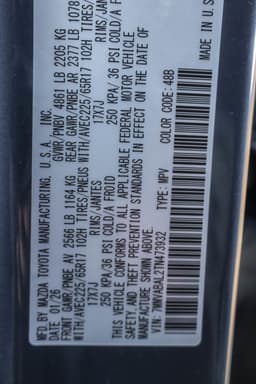 MFD BY MAZDA TOYOTA MANUFACTURING, U.S.A. INC.
DATE 01/26 GVWR/PNBV 4861 LB 2205 KG
FRONT GAWR/PNBE AV 2566 LB 1164 KG REAR GAWR/PNBE AR 2377 LB 1078
WITH/AVEC225/65R17 102H TIRES/PNEUS WITH/AVEC225/65R17 102H TIRES/
17X7J RIMS/JANTES 17X7J RIMS/JAN
250 KPA/36 PSI COLD/A FROID 250 KPA/36 PSI COLD/A F
THIS VEHICLE CONFORMS TO ALL APPLICABLE FEDERAL MOTOR VEHICLE
SAFETY, AND THEFT PREVENTION STANDARDS IN EFFECT ON THE DATE OF
MANUFACTURE SHOWN ABOVE. MADE IN U.S
VIN: 7MMVABAL2TN473932 TYPE: MPV COLOR CODE: 48B